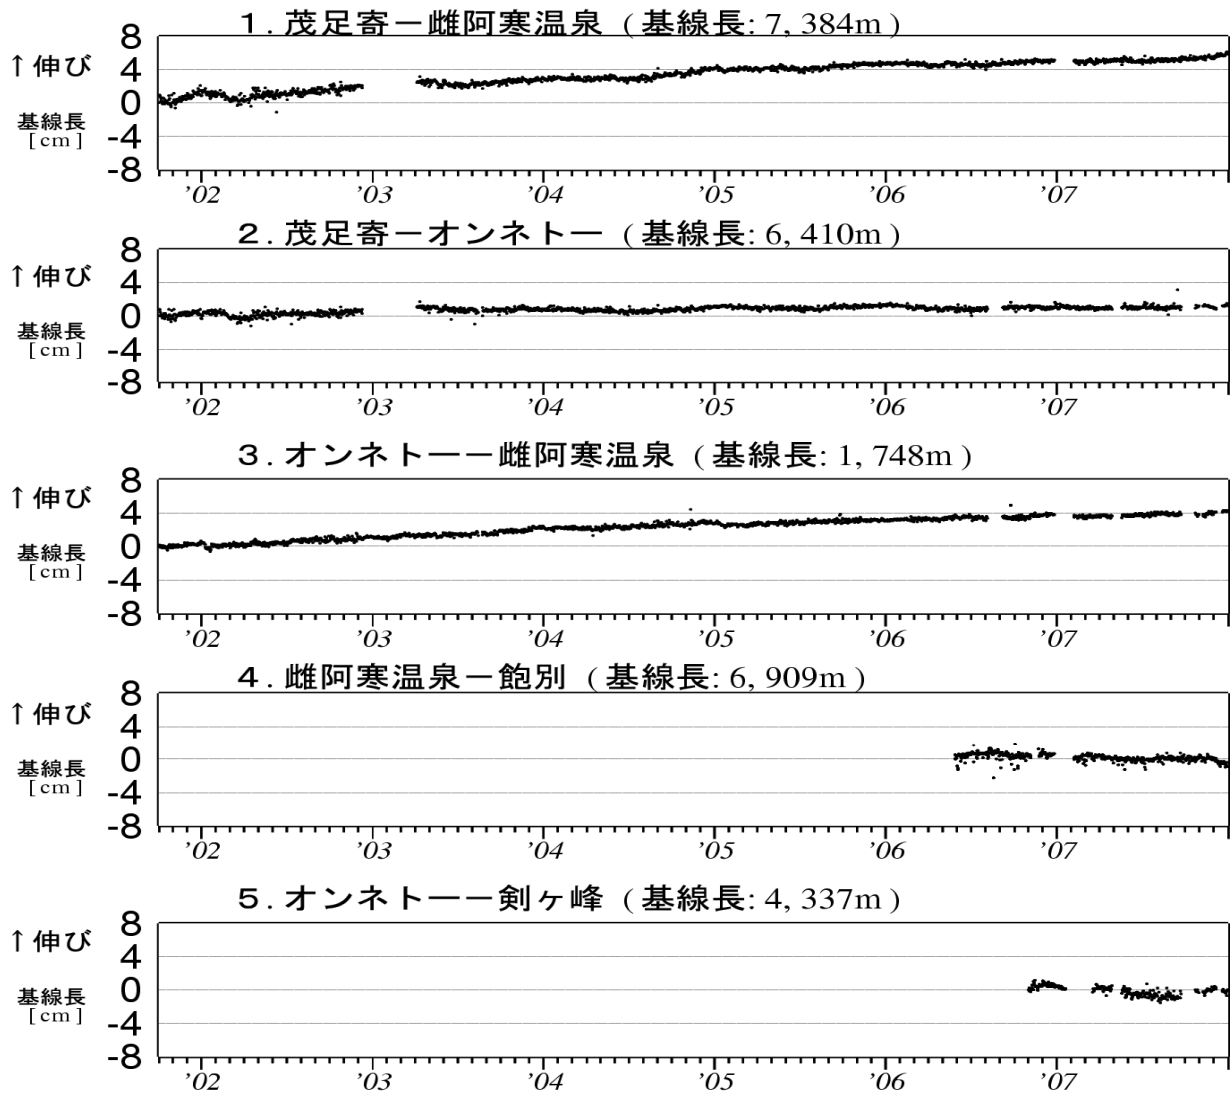 1. 茂足寄－雌阿寒温泉 (基線長: 7, 384m)
8
↑伸び
4
0
基線長
[cm]
-4
-8
'02 '03 '04 '05 '06 '07
2. 茂足寄－オンネトー (基線長: 6, 410m)
8
↑伸び
4
0
基線長
[cm]
-4
-8
'02 '03 '04 '05 '06 '07
3. オンネトー－雌阿寒温泉 (基線長: 1, 748m)
8
↑伸び
4
0
基線長
[cm]
-4
-8
'02 '03 '04 '05 '06 '07
4. 雌阿寒温泉－飽別 (基線長: 6, 909m)
8
↑伸び
4
0
基線長
[cm]
-4
-8
'02 '03 '04 '05 '06 '07
5. オンネトー－剣ヶ峰 (基線長: 4, 337m)
8
↑伸び
4
0
基線長
[cm]
-4
-8
'02 '03 '04 '05 '06 '07